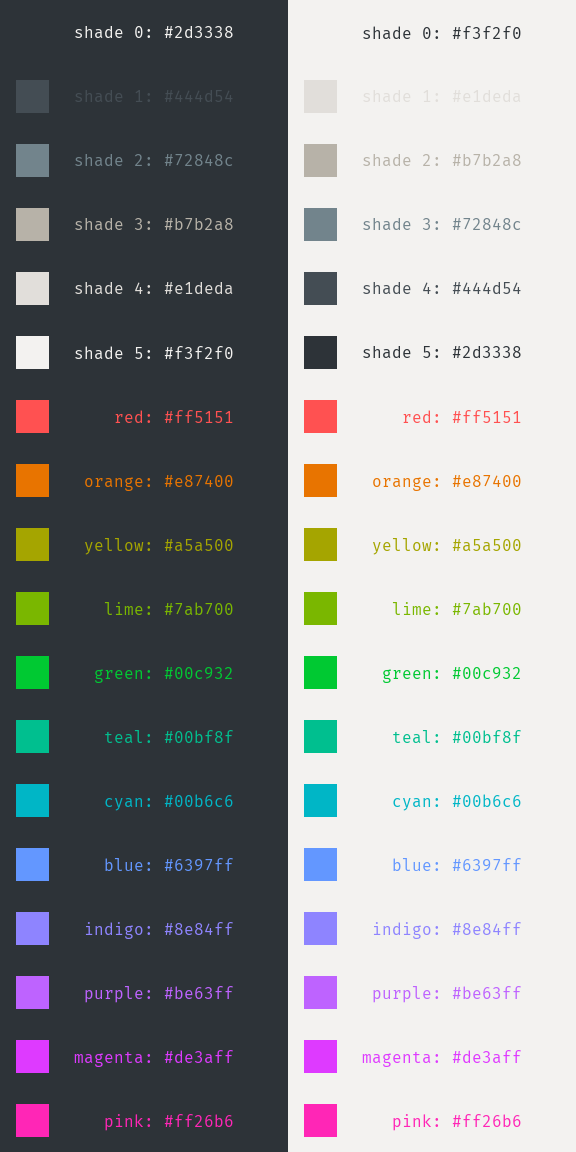 shade 0: #2d3338
shade 1: #444d54
shade 2: #72848c
shade 3: #b7b2a8
shade 4: #e1deda
shade 5: #f3f2f0
red: #ff5151
orange: #e87400
yellow: #a5a500
lime: #7ab700
green: #00c932
teal: #00bf8f
cyan: #00b6c6
blue: #6397ff
indigo: #8e84ff
purple: #be63ff
magenta: #de3aff
pink: #ff26b6
shade 0: #f3f2f0
shade 1: #e1deda
shade 2: #b7b2a8
shade 3: #72848c
shade 4: #444d54
shade 5: #2d3338
red: #ff5151
orange: #e87400
yellow: #a5a500
lime: #7ab700
green: #00c932
teal: #00bf8f
cyan: #00b6c6
blue: #6397ff
indigo: #8e84ff
purple: #be63ff
magenta: #de3aff
pink: #ff26b6